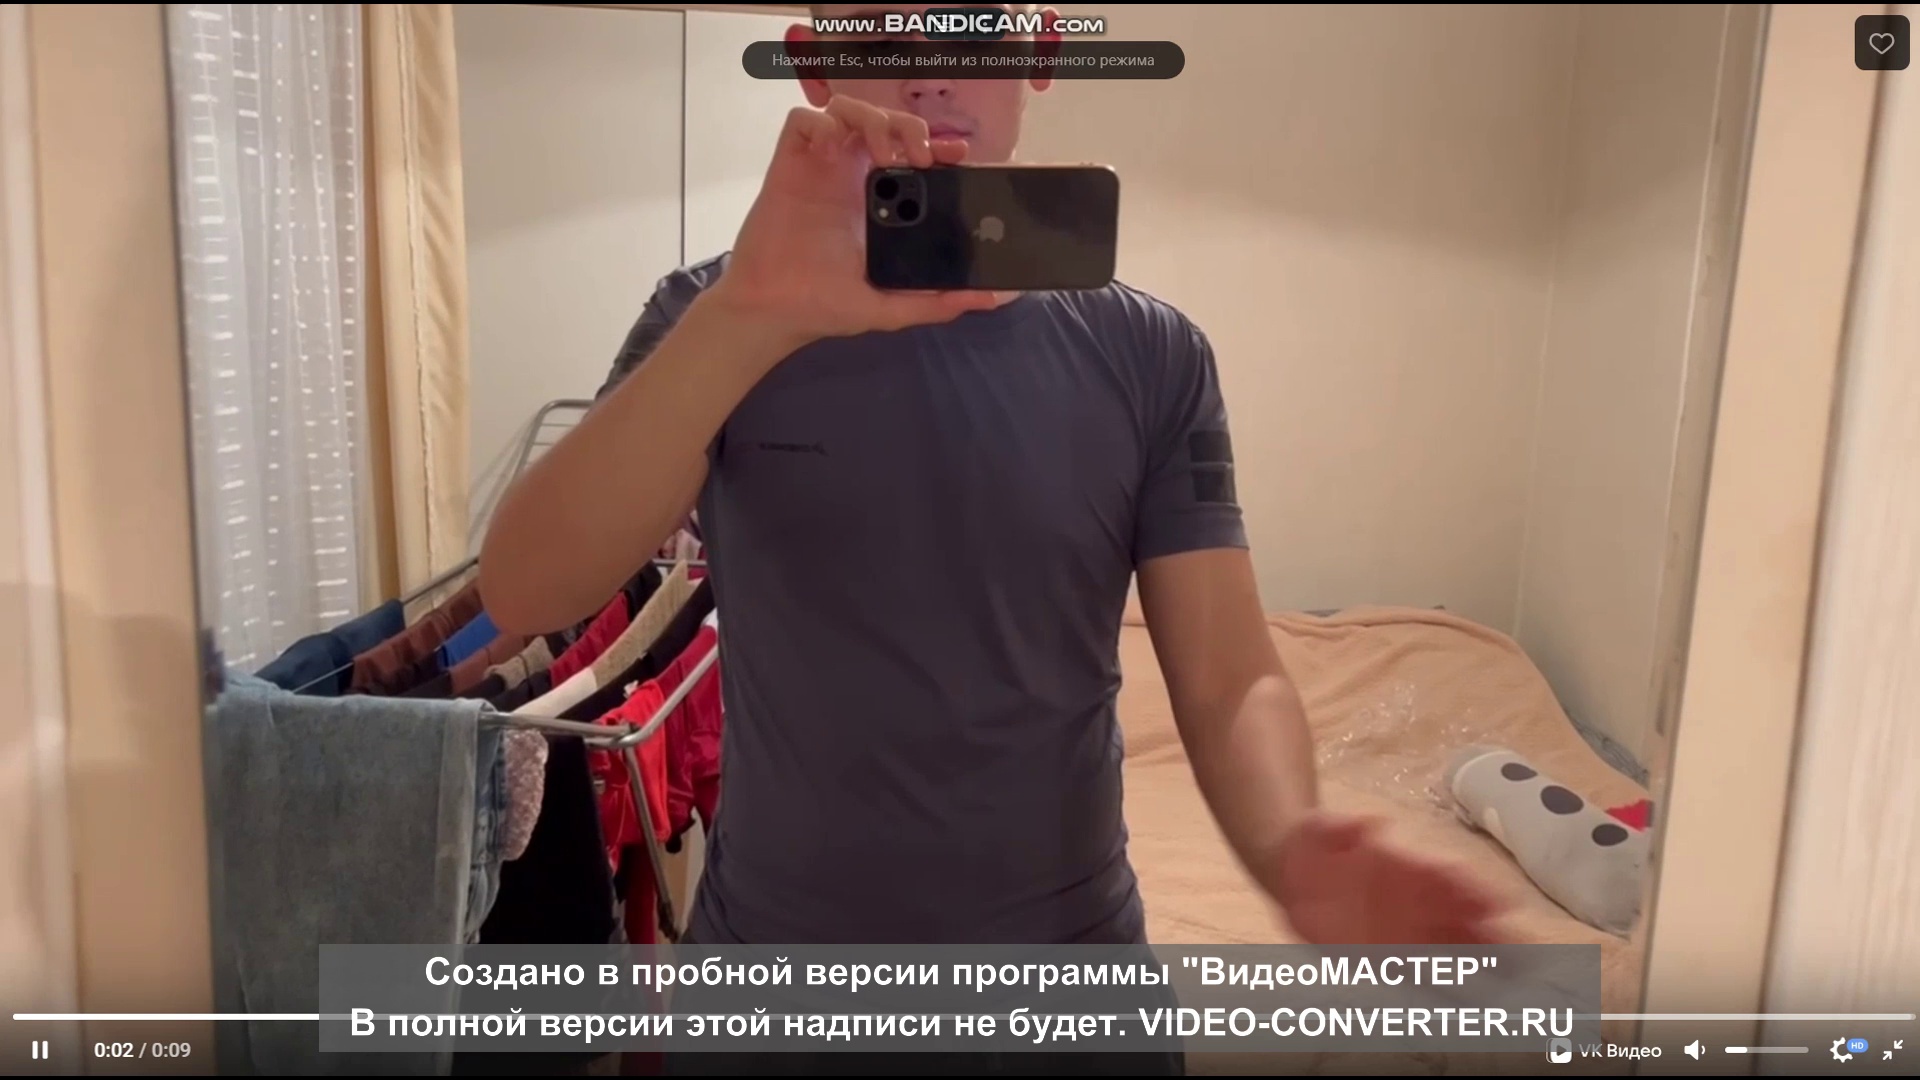 www.BANDICAM.com
Нажмите Esc, чтобы выйти из полноэкранного режима
Создано в пробной версии программы "ВидеоМАСТЕР"
В полной версии этой надписи не будет. VIDEO-CONVERTER.RU
0:02 / 0:09
VK Видео
HD